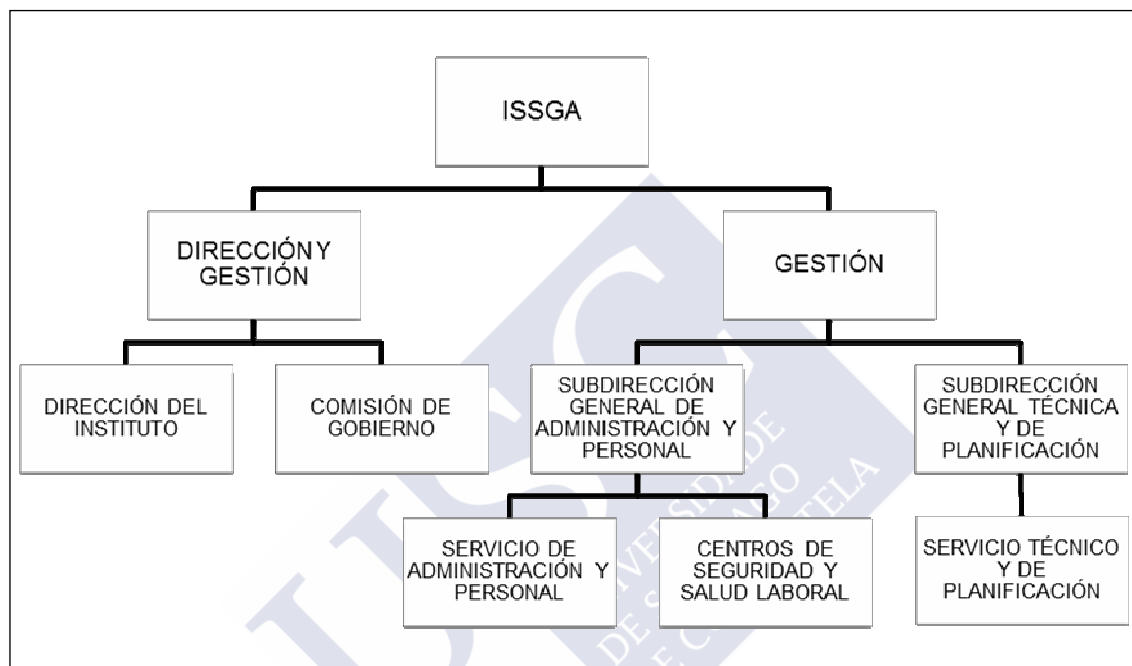 ISSGA
DIRECCIÓN Y
GESTIÓN
GESTIÓN
DIRECCIÓN DEL
INSTITUTO
COMISIÓN DE
GOBIERNO
SUBDIRECCIÓN
GENERAL DE
ADMINISTRACIÓN Y
PERSONAL
SUBDIRECCIÓN
GENERAL TÉCNICA
Y DE
PLANIFICACIÓN
SERVICIO DE
ADMINISTRACIÓN Y
PERSONAL
CENTROS DE
SEGURIDAD Y
SALUD LABORAL
SERVICIO TÉCNICO
Y DE
PLANIFICACIÓN
USC